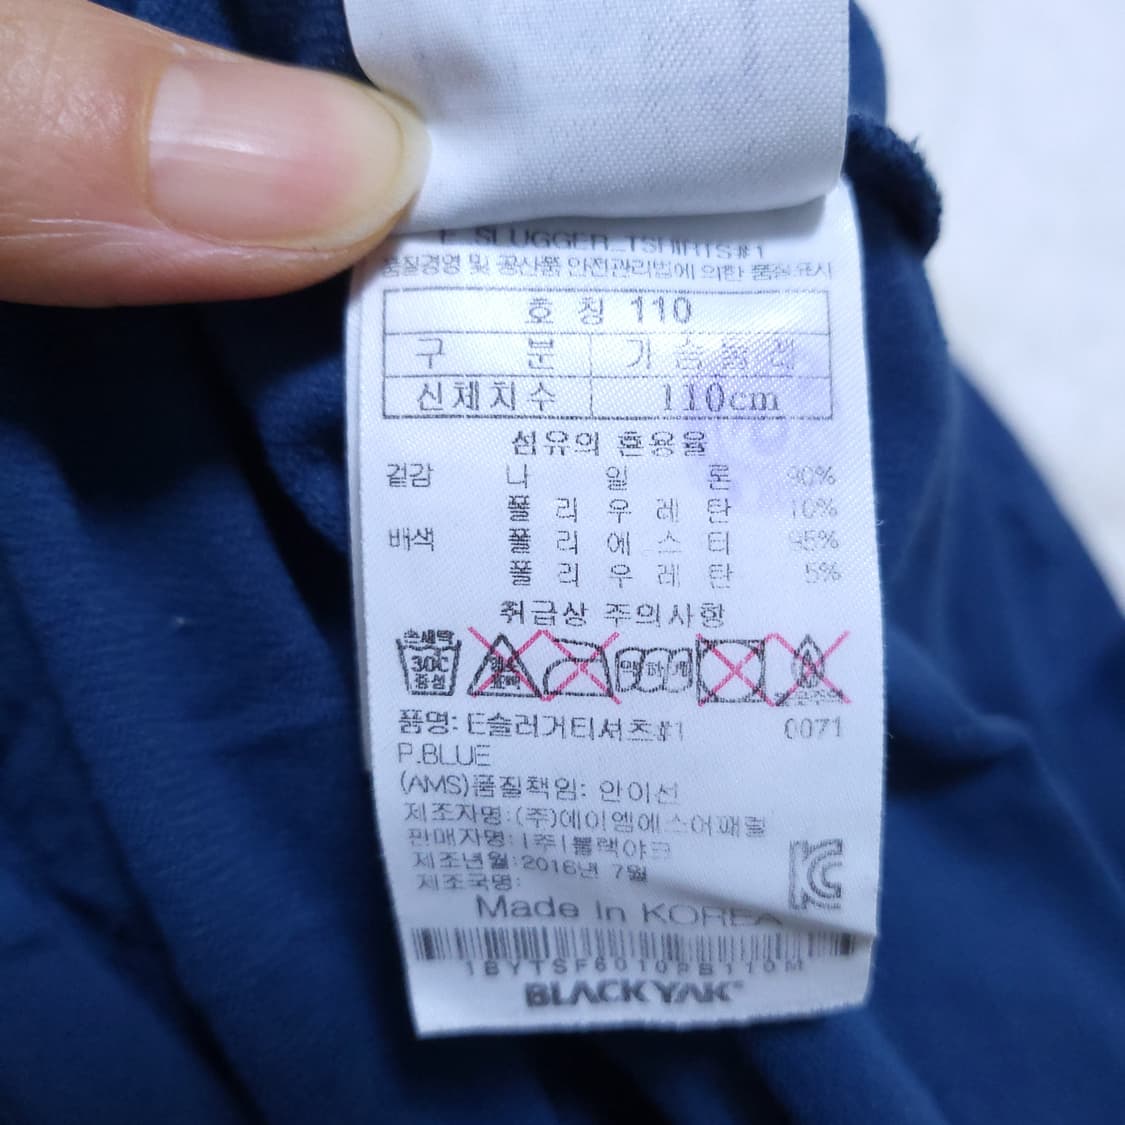 E_SLUGGER_TSHIRTS#1
품질경영 및 공산품 안전관리법에 의한 품질표시
호 칭 110
구 분 가슴둘레
신체치수 110cm
섬유의 혼용율
겉감 나 일 론 90%
폴 리 우 레 탄 10%
배색 폴 리 에 스 터 95%
폴 리 우 레 탄 5%
취급상 주의사항
손세탁
30C
중성
약하게
품명: E슬러거티셔츠#1 0071
P.BLUE
(AMS)품질책임: 안이선
제조자명:(주)에이엠에스어패럴
판매자명:(주)블랙야크
제조년월:2016년 7월
제조국명:
Made In KOREA
1BYTSF6010PB110M
BLACKYAK